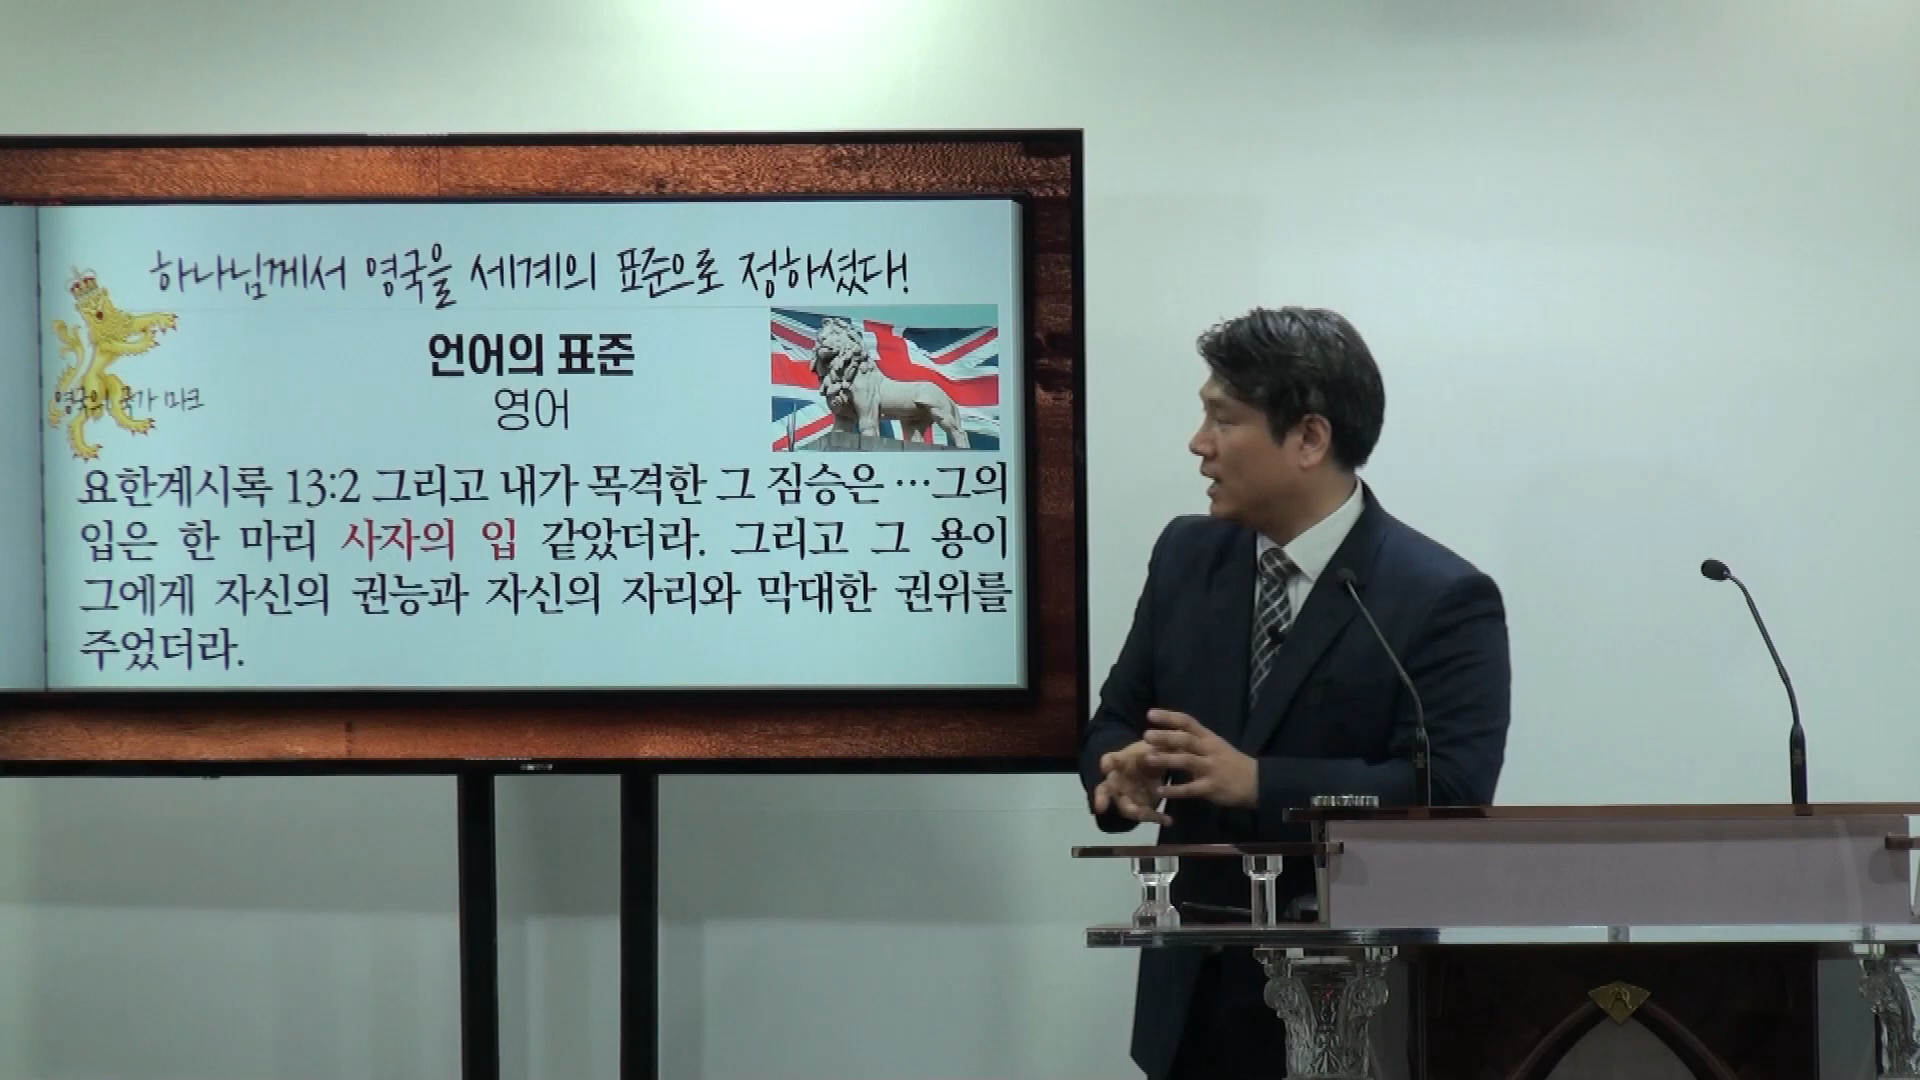 하나님께서 영국을 세계의 표준으로 정하셨다!
언어의 표준
영어
영국의 국가 마크
요한계시록 13:2 그리고 내가 목격한 그 짐승은 …그의
입은 한 마리 사자의 입 같았더라. 그리고 그 용이
그에게 자신의 권능과 자신의 자리와 막대한 권위를
주었더라.